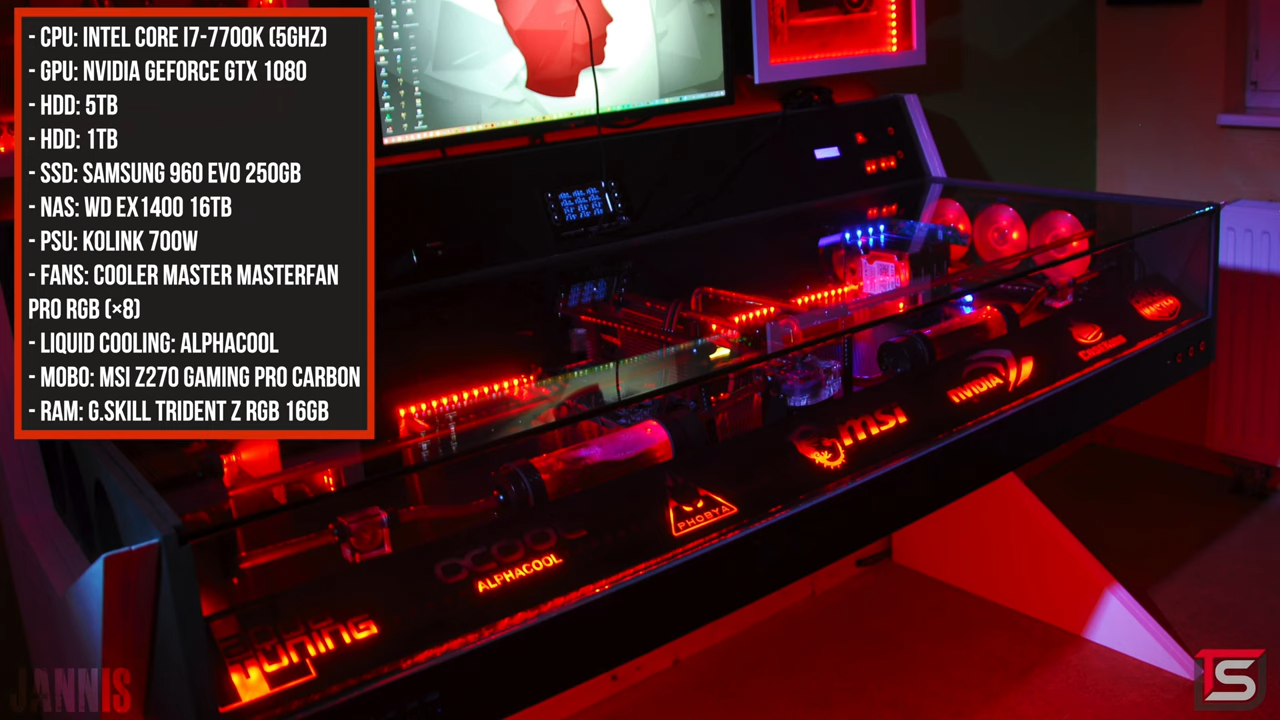 - CPU: INTEL CORE I7-7700K (5GHZ)
- GPU: NVIDIA GEFORCE GTX 1080
- HDD: 5TB
- HDD: 1TB
- SSD: SAMSUNG 960 EVO 250GB
- NAS: WD EX1400 16TB
- PSU: KOLINK 700W
- FANS: COOLER MASTER MASTERFAN
PRO RGB (×8)
- LIQUID COOLING: ALPHACOOL
- MOBO: MSI Z270 GAMING PRO CARBON
- RAM: G.SKILL TRIDENT Z RGB 16GB
NVIDIA
msi
PHOBYA
ALPHACOOL
TUNING
JANNIS
TS